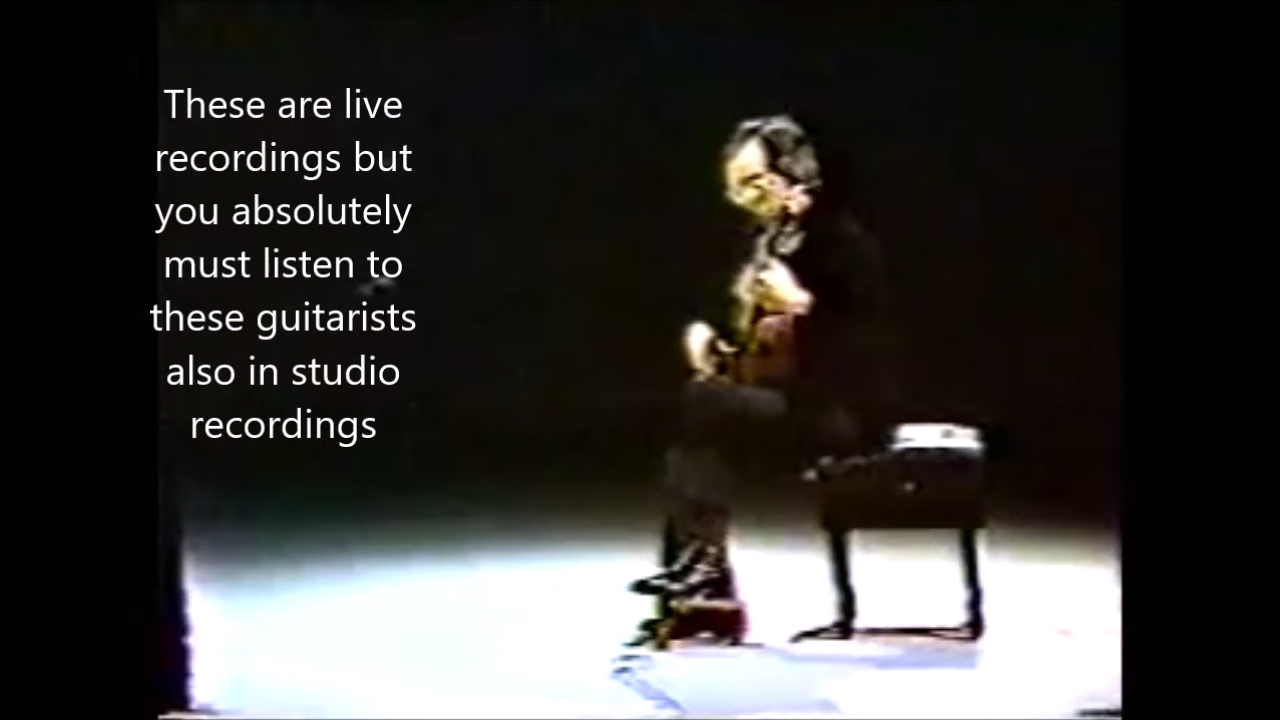 These are live
recordings but
you absolutely
must listen to
these guitarists
also in studio
recordings